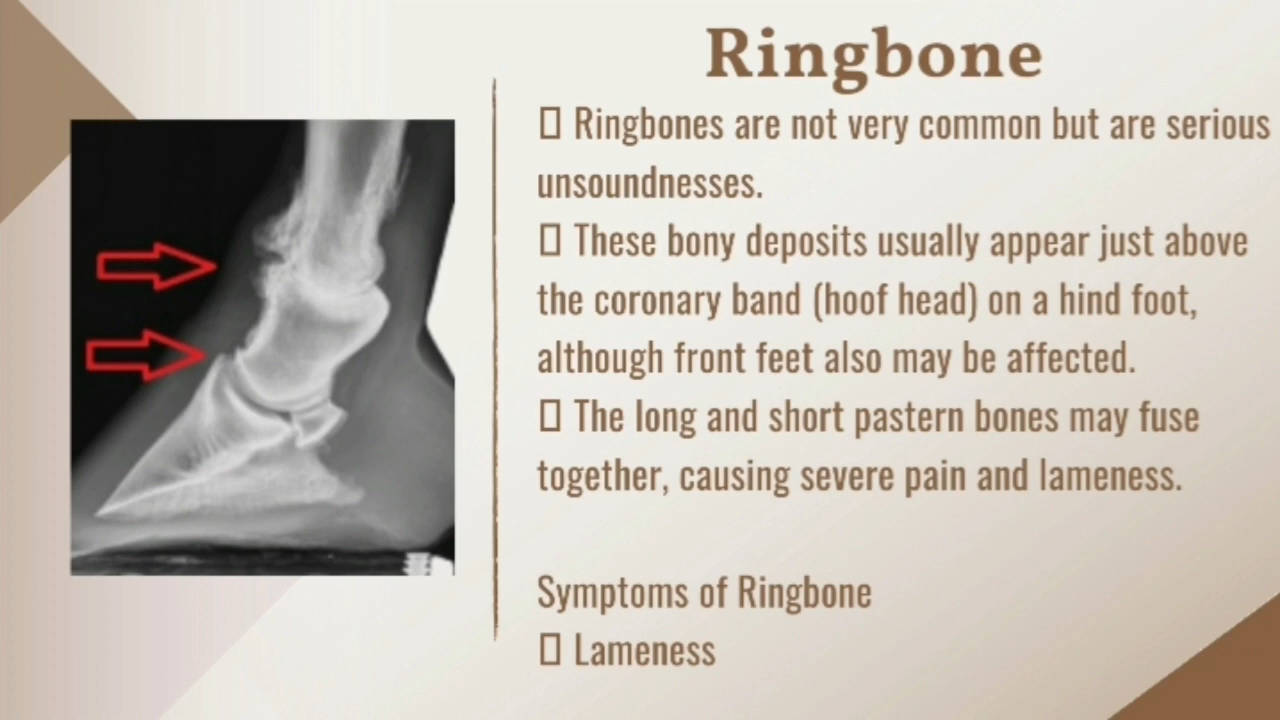 Ringbone
▯ Ringbones are not very common but are serious
unsoundnesses.
▯ These bony deposits usually appear just above
the coronary band (hoof head) on a hind foot,
although front feet also may be affected.
▯ The long and short pastern bones may fuse
together, causing severe pain and lameness.
Symptoms of Ringbone
▯ Lameness